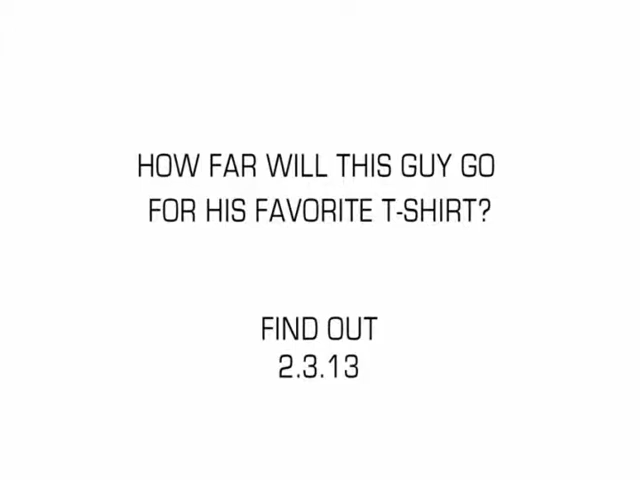 HOW FAR WILL THIS GUY GO
FOR HIS FAVORITE T-SHIRT?
FIND OUT
2.3.13